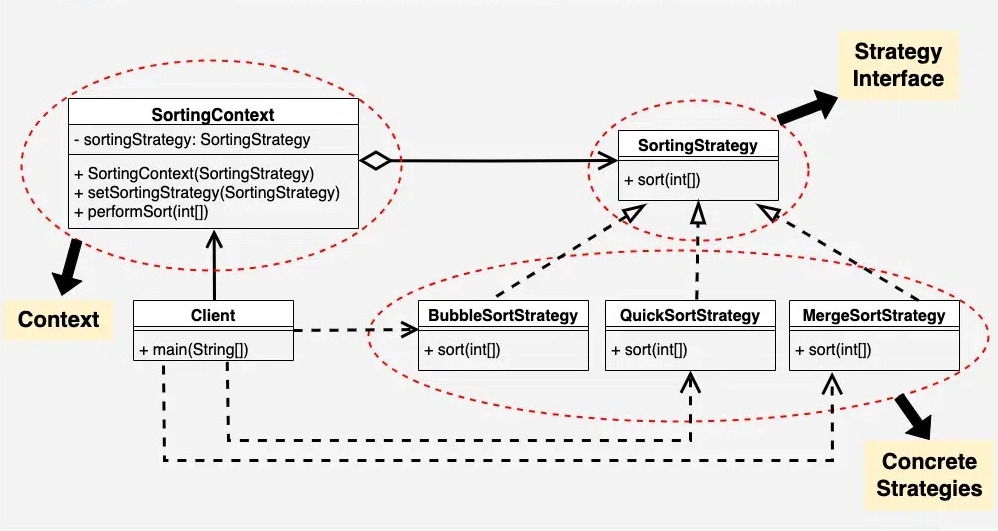 Strategy
Interface
SortingContext
- sortingStrategy: SortingStrategy
+ SortingContext(SortingStrategy)
+ setSortingStrategy(SortingStrategy)
+ performSort(int[])
SortingStrategy
+ sort(int[])
Context
Client
+ main(String[])
BubbleSortStrategy
+ sort(int[])
QuickSortStrategy
+ sort(int[])
MergeSortStrategy
+ sort(int[])
Concrete
Strategies